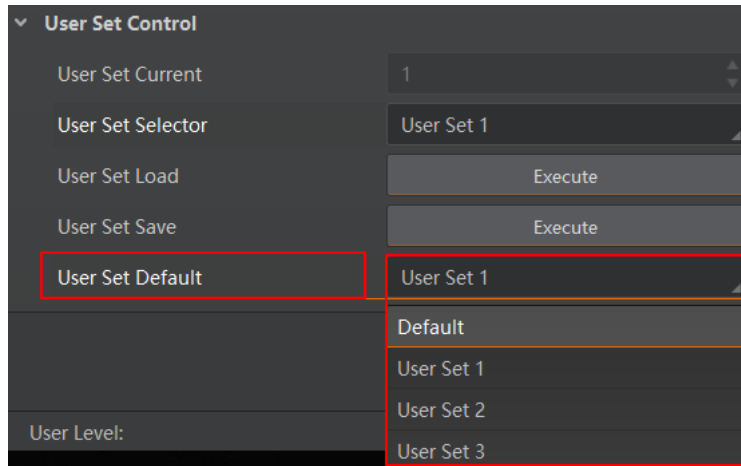 User Set Control
User Set Current 1
User Set Selector User Set 1
User Set Load Execute
User Set Save Execute
User Set Default User Set 1
Default
User Set 1
User Set 2
User Level:
User Set 3